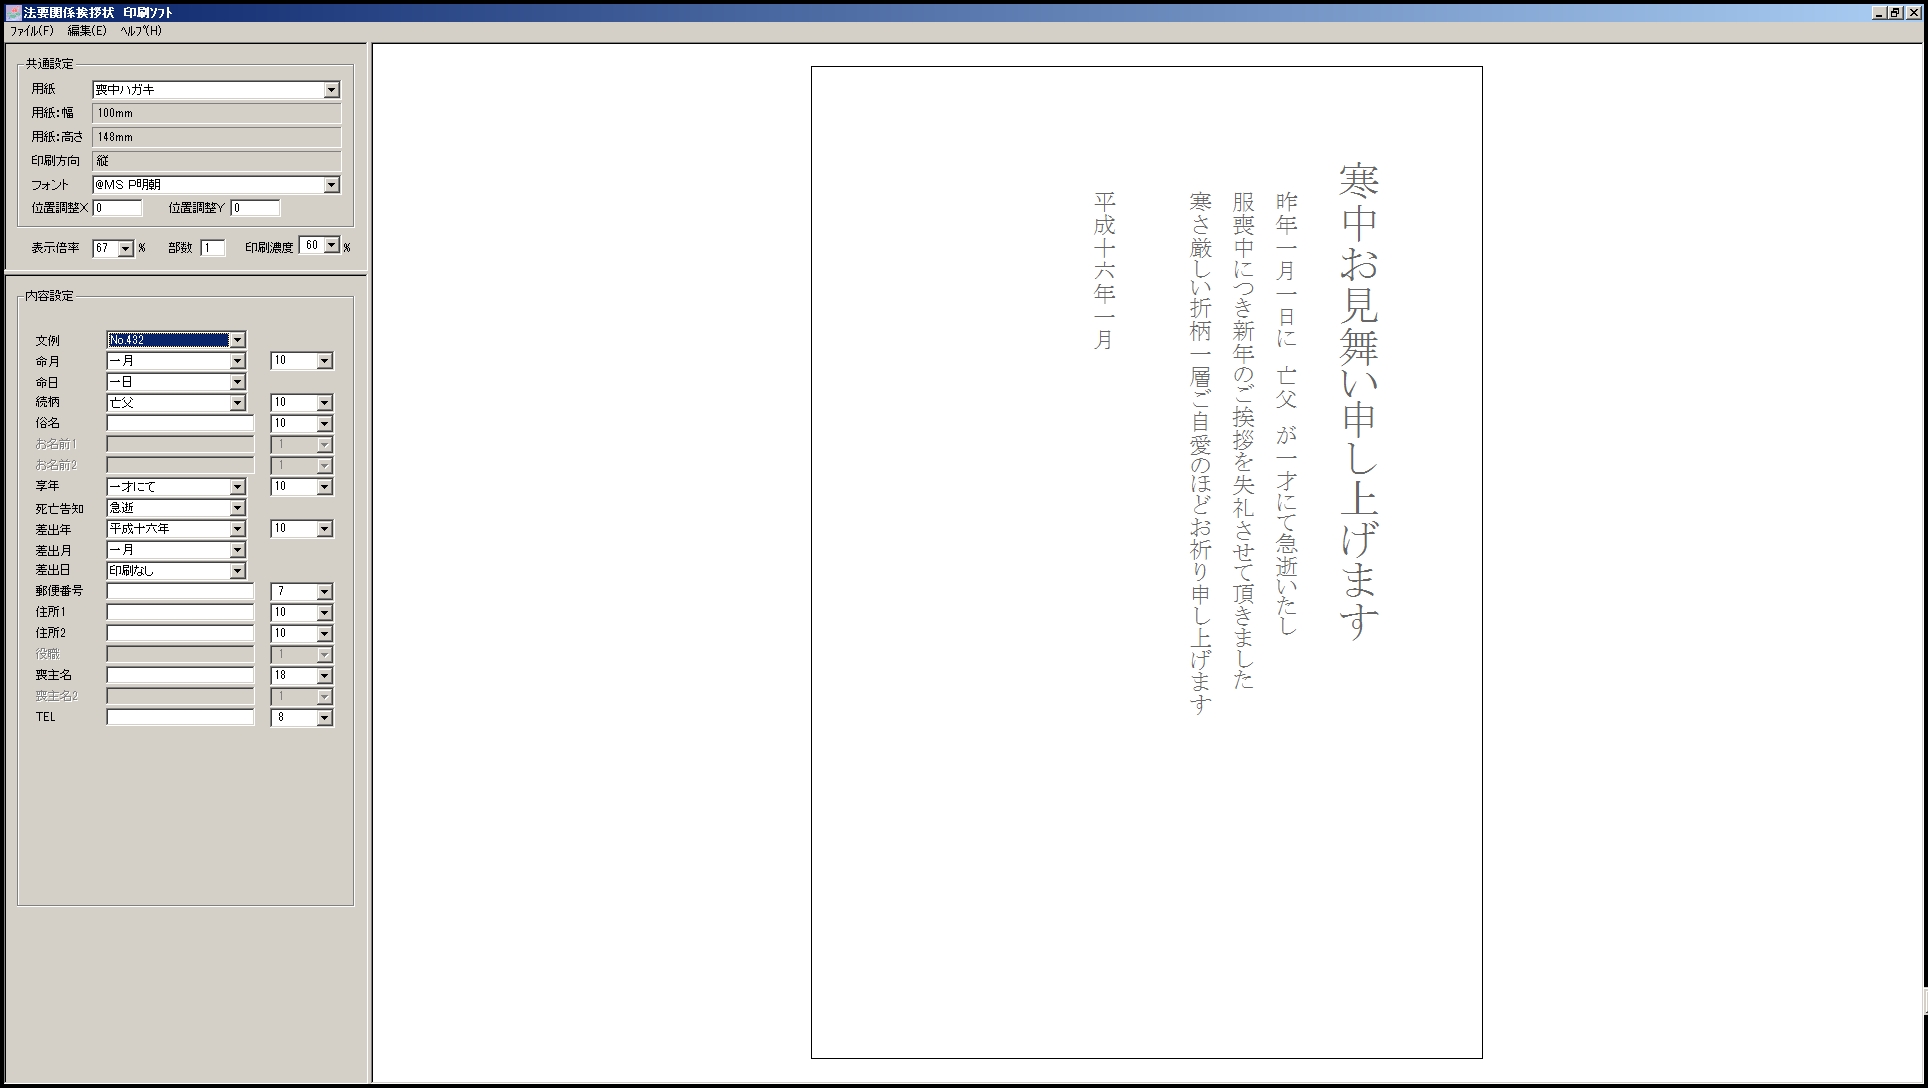 法要関係挨拶状 印刷ソフト
ファイル(F) 編集(E) ヘルプ(H)
共通設定
用紙 喪中ハガキ
用紙:幅 100mm
用紙:高さ 148mm
印刷方向 縦
フォント @MS P明朝
位置調整X 0 位置調整Y 0
表示倍率 67 % 部数 1 印刷濃度 60 %
内容設定
文例 No.432
命月 一月 10
命日 一日
続柄 亡父 10
俗名 10
お名前1 1
お名前2 1
享年 一才にて 10
死亡告知 急逝
差出年 平成十六年 10
差出月 一月
差出日 印刷なし
郵便番号 7
住所1 10
住所2 10
役職 1
喪主名 18
喪主名2 1
TEL 8
寒中お見舞い申し上げます
昨年一月一日に 亡父 が一才にて急逝いたし
服喪中につき新年のご挨拶を失礼させて頂きました
寒さ厳しい折柄一層ご自愛のほどお祈り申し上げます
平成十六年一月